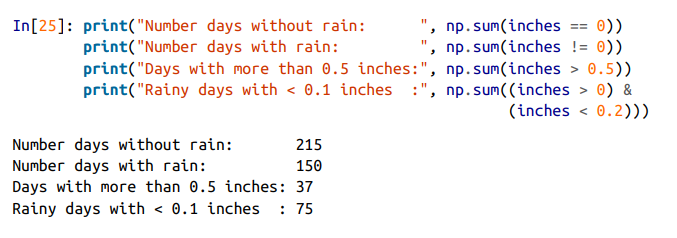 In[25]: print("Number days without rain:      ", np.sum(inches == 0))
        print("Number days with rain:         ", np.sum(inches != 0))
        print("Days with more than 0.5 inches:", np.sum(inches > 0.5))
        print("Rainy days with < 0.1 inches  :", np.sum((inches > 0) &
                                                        (inches < 0.2)))
Number days without rain:       215
Number days with rain:          150
Days with more than 0.5 inches: 37
Rainy days with < 0.1 inches  : 75